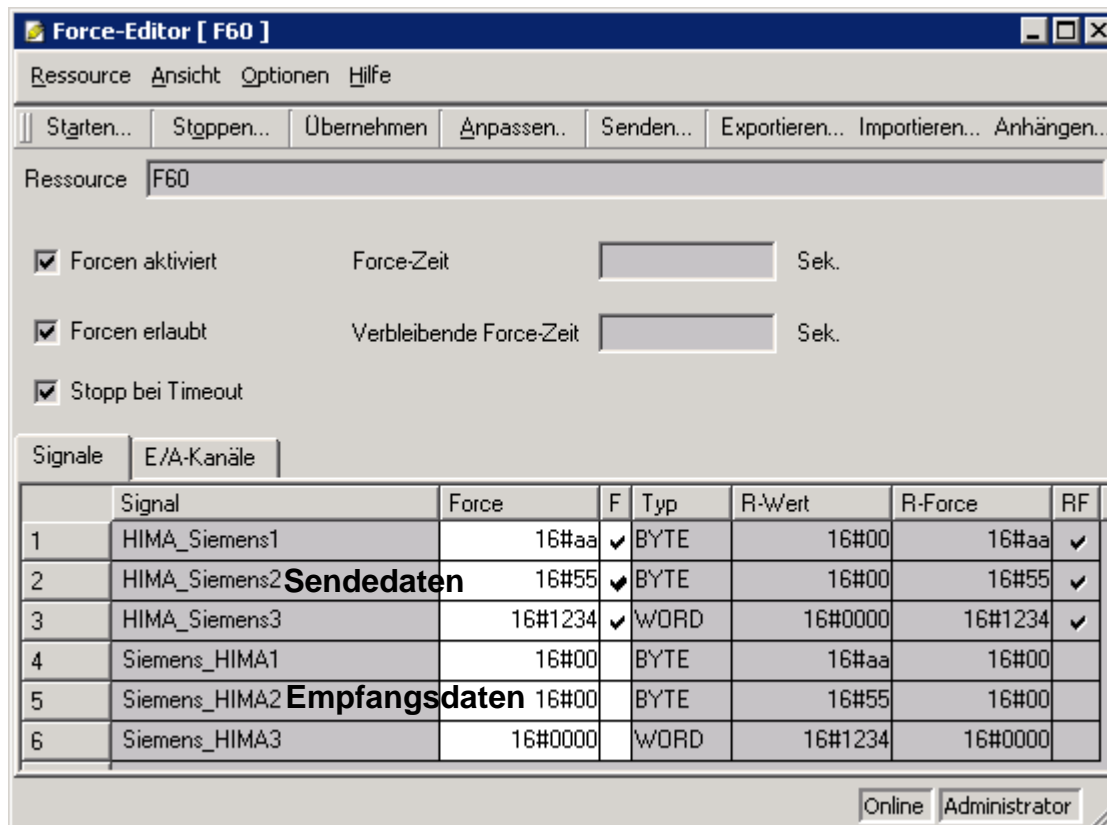 Force-Editor [ F60 ]
Ressource Ansicht Optionen Hilfe
Starten... Stoppen... Übernehmen Anpassen.. Senden... Exportieren... Importieren... Anhängen...
Ressource F60
Forcen aktiviert Force-Zeit Sek.
Forcen erlaubt Verbleibende Force-Zeit Sek.
Stopp bei Timeout
Signale E/A-Kanäle
Signal Force F Typ R-Wert R-Force RF
1 HIMA_Siemens1 16#aa BYTE 16#00 16#aa
2 HIMA_Siemens2 Sendedaten 16#55 BYTE 16#00 16#55
3 HIMA_Siemens3 16#1234 WORD 16#0000 16#1234
4 Siemens_HIMA1 16#00 BYTE 16#aa 16#00
5 Siemens_HIMA2 Empfangsdaten 16#00 BYTE 16#55 16#00
6 Siemens_HIMA3 16#0000 WORD 16#1234 16#0000
Online Administrator